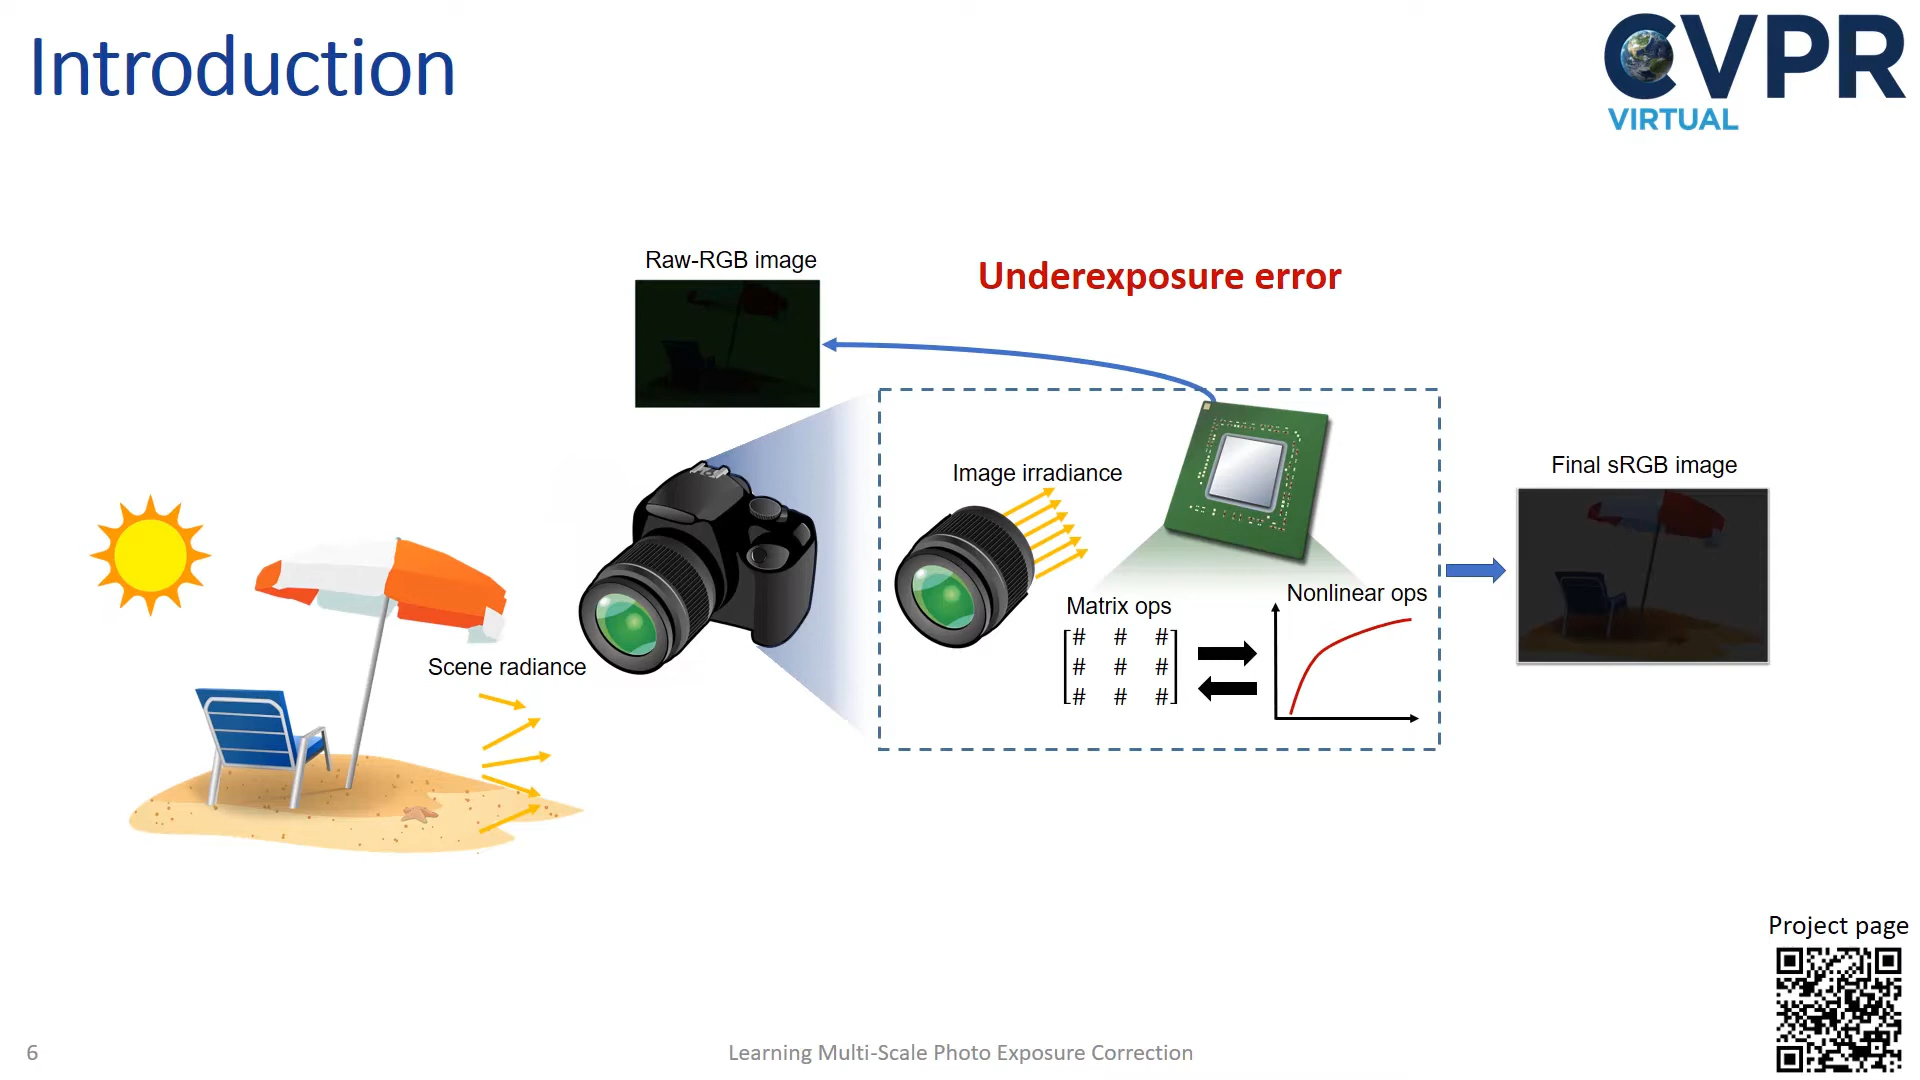 Introduction
CVPR
VIRTUAL
Raw-RGB image
Underexposure error
Image irradiance
Final sRGB image
Scene radiance
Matrix ops
# # #
# # #
# # #
Nonlinear ops
Project page
6
Learning Multi-Scale Photo Exposure Correction